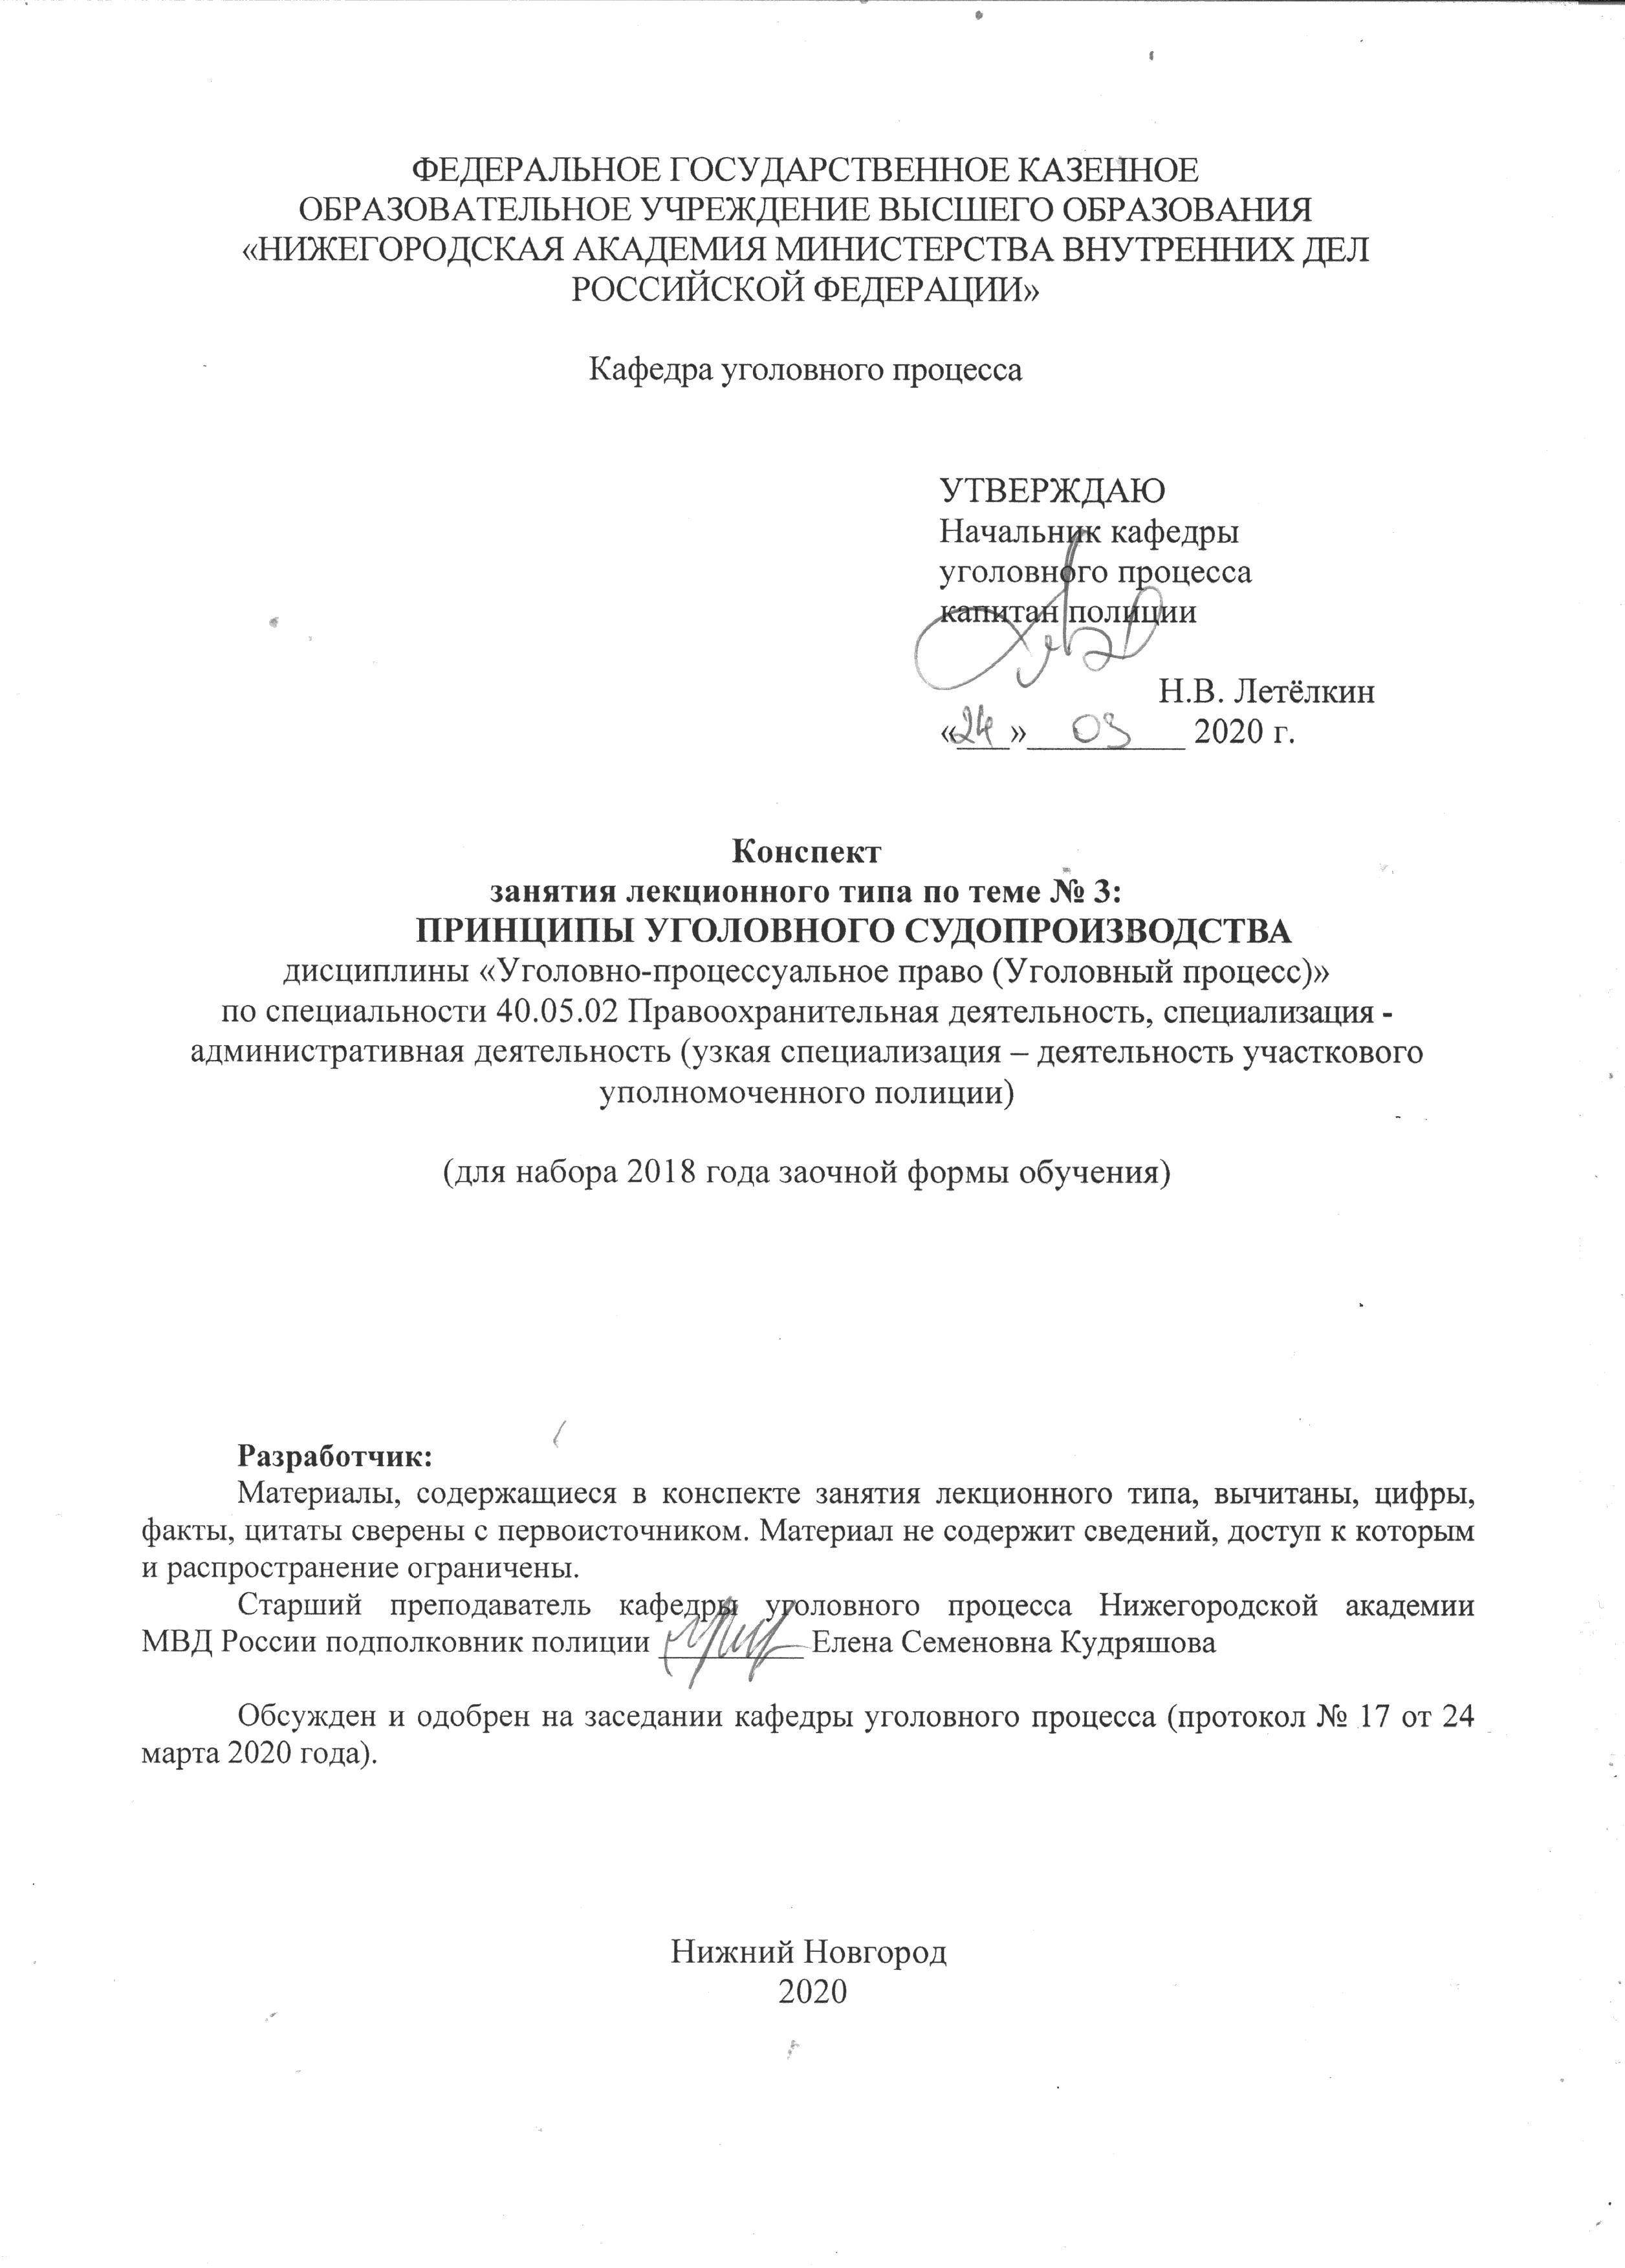 ФЕДЕРАЛЬНОЕ ГОСУДАРСТВЕННОЕ КАЗЕННОЕ
ОБРАЗОВАТЕЛЬНОЕ УЧРЕЖДЕНИЕ ВЫСШЕГО ОБРАЗОВАНИЯ
«НИЖЕГОРОДСКАЯ АКАДЕМИЯ МИНИСТЕРСТВА ВНУТРЕННИХ ДЕЛ
РОССИЙСКОЙ ФЕДЕРАЦИИ»
Кафедра уголовного процесса
УТВЕРЖДАЮ
Начальник кафедры
уголовного процесса
капитан полиции
Н.В. Летёлкин
«24» 03 2020 г.
Конспект
занятия лекционного типа по теме № 3:
ПРИНЦИПЫ УГОЛОВНОГО СУДОПРОИЗВОДСТВА
дисциплины «Уголовно-процессуальное право (Уголовный процесс)»
по специальности 40.05.02 Правоохранительная деятельность, специализация -
административная деятельность (узкая специализация – деятельность участкового
уполномоченного полиции)
(для набора 2018 года заочной формы обучения)
Разработчик:
Материалы, содержащиеся в конспекте занятия лекционного типа, вычитаны, цифры,
факты, цитаты сверены с первоисточником. Материал не содержит сведений, доступ к которым
и распространение ограничены.
Старший преподаватель кафедры уголовного процесса Нижегородской академии
МВД России подполковник полиции __________ Елена Семеновна Кудряшова
Обсужден и одобрен на заседании кафедры уголовного процесса (протокол № 17 от 24
марта 2020 года).
Нижний Новгород
2020